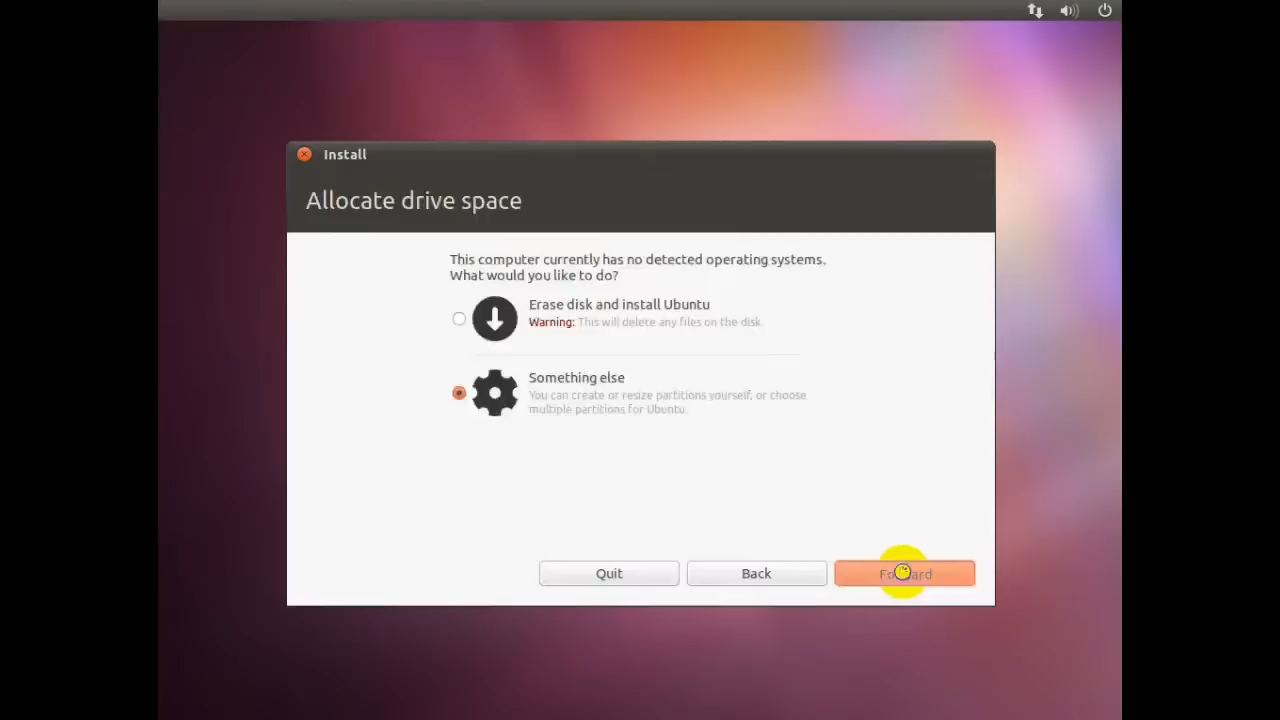 Install
Allocate drive space
This computer currently has no detected operating systems.
What would you like to do?
Erase disk and install Ubuntu
Warning: This will delete any files on the disk.
Something else
You can create or resize partitions yourself, or choose
multiple partitions for Ubuntu.
Quit
Back
Forward